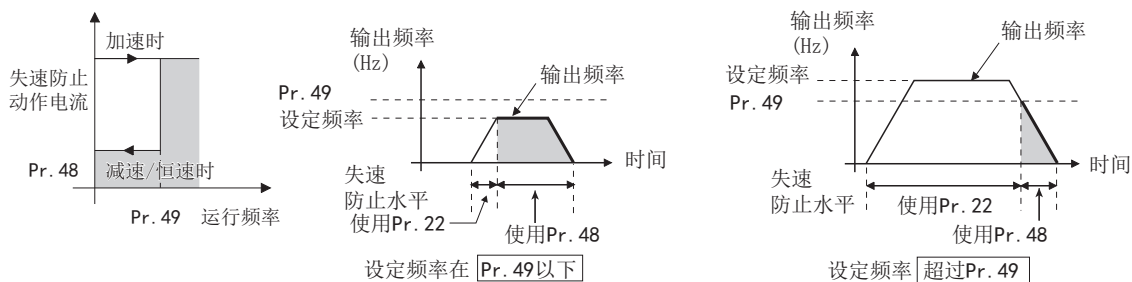 加速时
失速防止
动作电流
Pr. 48
减速/恒速时
Pr. 49
运行频率
输出频率
(Hz)
输出频率
Pr. 49
设定频率
时间
失速
防止水平
使用Pr. 22
使用Pr. 48
设定频率在 Pr. 49以下
输出频率
(Hz)
输出频率
设定频率
Pr. 49
时间
失速
防止水平
使用Pr. 22
使用Pr. 48
设定频率 超过Pr. 49